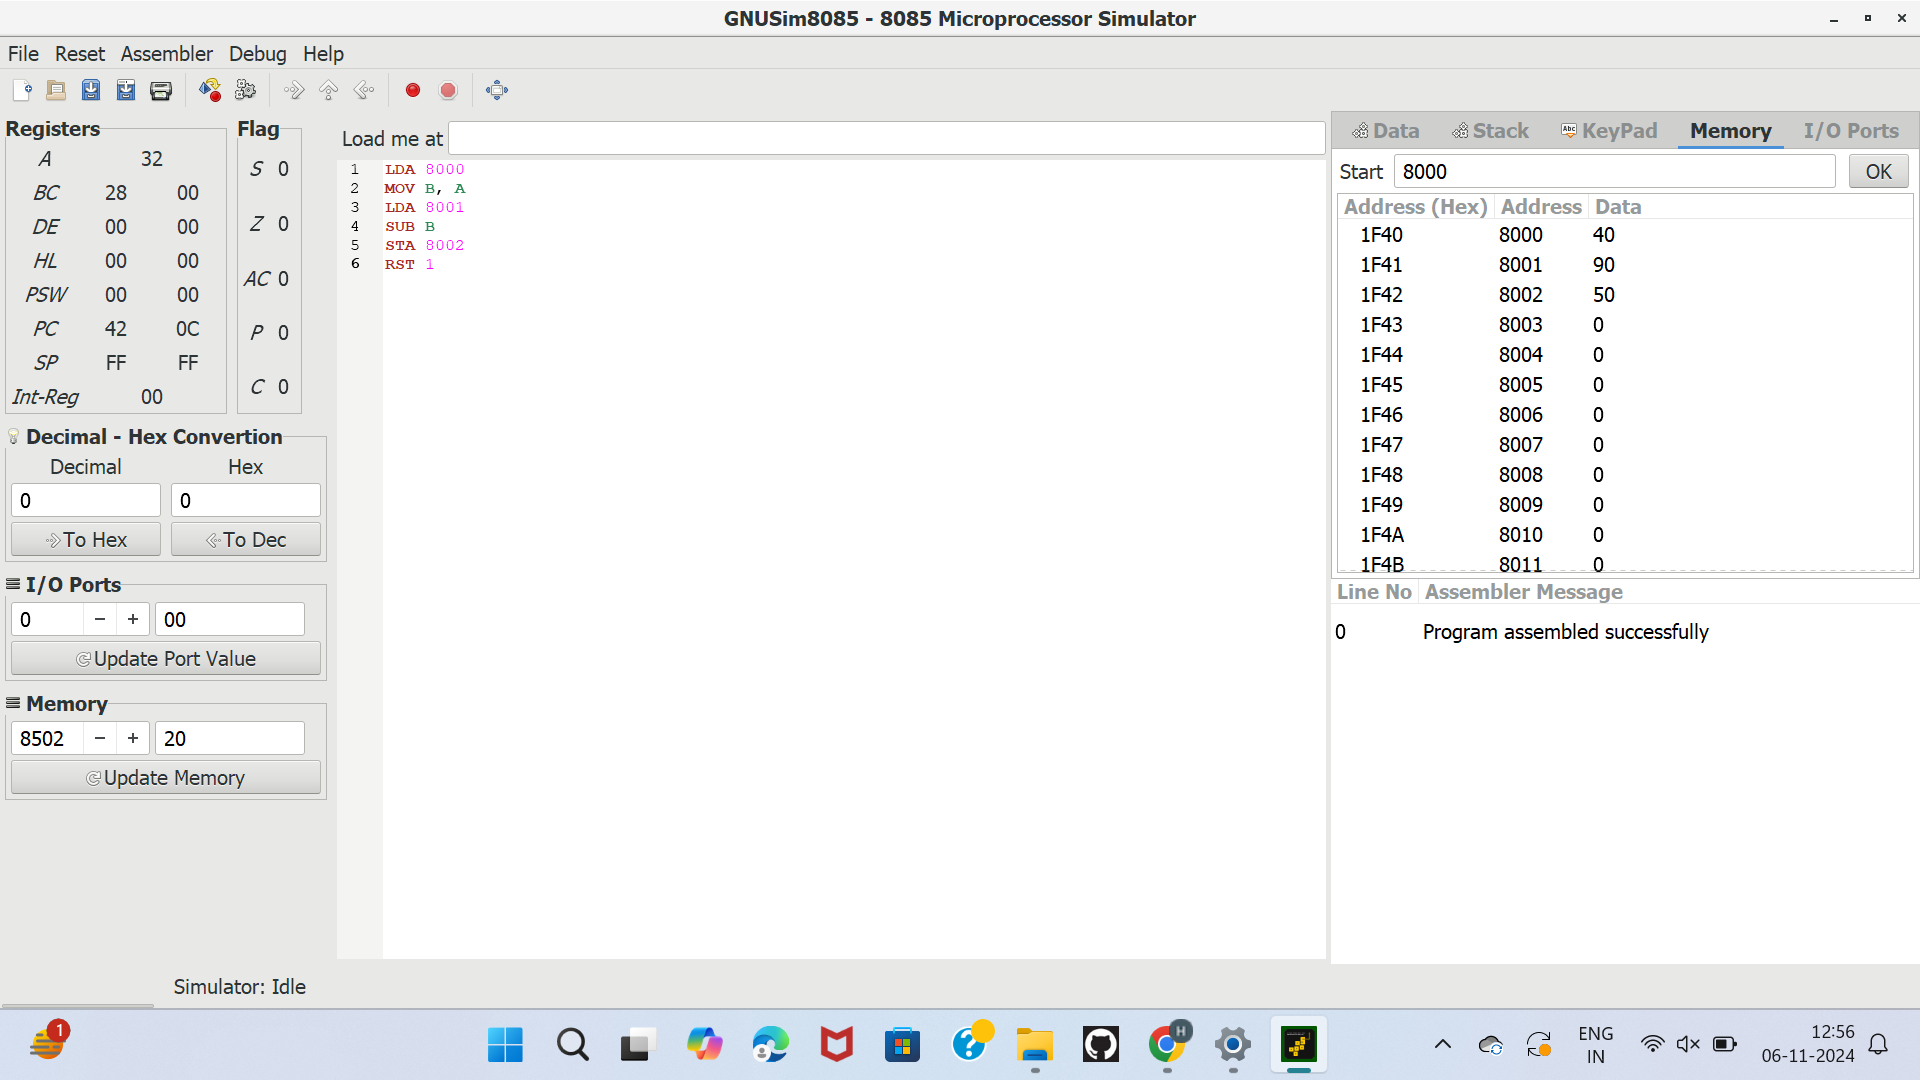 GNUSim8085 - 8085 Microprocessor Simulator
File Reset Assembler Debug Help
Registers
A 32
BC 28 00
DE 00 00
HL 00 00
PSW 00 00
PC 42 0C
SP FF FF
Int-Reg 00
Flag
S 0
Z 0
AC 0
P 0
C 0
Decimal - Hex Convertion
Decimal Hex
0 0
To Hex To Dec
I/O Ports
0 − + 00
Update Port Value
Memory
8502 − + 20
Update Memory
Load me at
1 LDA 8000
2 MOV B, A
3 LDA 8001
4 SUB B
5 STA 8002
6 RST 1
Data Stack Abc KeyPad Memory I/O Ports
Start 8000 OK
Address (Hex) Address Data
1F40 8000 40
1F41 8001 90
1F42 8002 50
1F43 8003 0
1F44 8004 0
1F45 8005 0
1F46 8006 0
1F47 8007 0
1F48 8008 0
1F49 8009 0
1F4A 8010 0
1F4B 8011 0
Line No Assembler Message
0 Program assembled successfully
Simulator: Idle
1
H
ENG
IN
12:56
06-11-2024